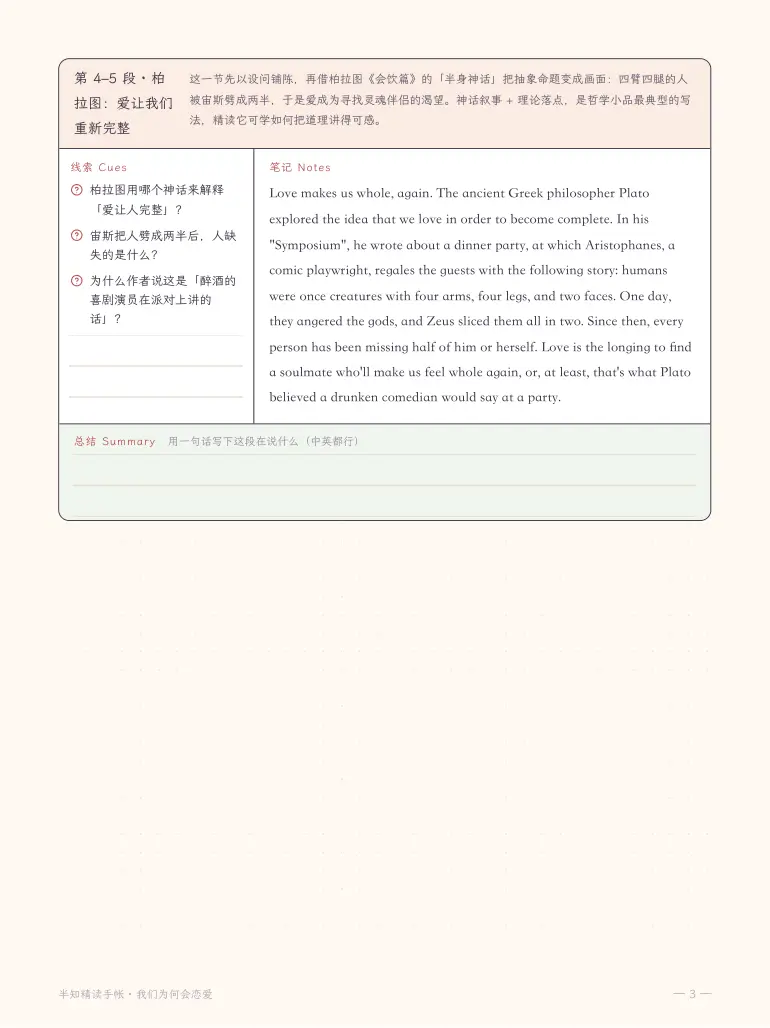 第 4–5 段・柏
拉图：爱让我们
重新完整
这一节先以设问铺陈，再借柏拉图《会饮篇》的「半身神话」把抽象命题变成画面：四臂四腿的人
被宙斯劈成两半，于是爱成为寻找灵魂伴侣的渴望。神话叙事 + 理论落点，是哲学小品最典型的写
法，精读它可学如何把道理讲得可感。
线索 Cues
柏拉图用哪个神话来解释
「爱让人完整」？
宙斯把人劈成两半后，人缺
失的是什么？
为什么作者说这是「醉酒的
喜剧演员在派对上讲的
话」？
笔记 Notes
Love makes us whole, again. The ancient Greek philosopher Plato
explored the idea that we love in order to become complete. In his
"Symposium", he wrote about a dinner party, at which Aristophanes, a
comic playwright, regales the guests with the following story: humans
were once creatures with four arms, four legs, and two faces. One day,
they angered the gods, and Zeus sliced them all in two. Since then, every
person has been missing half of him or herself. Love is the longing to find
a soulmate who'll make us feel whole again, or, at least, that's what Plato
believed a drunken comedian would say at a party.
总结 Summary 用一句话写下这段在说什么（中英都行）
半知精读手帐・我们为何会恋爱
— 3 —